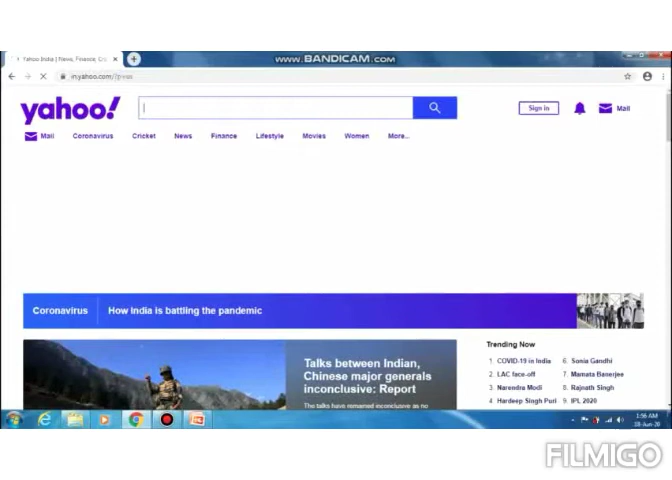 Yahoo India | News, Finance, Cric
www.BANDICAM.com
in.yahoo.com/?p=us
yahoo!
Sign in
Mail
Mail Coronavirus Cricket News Finance Lifestyle Movies Women More...
Coronavirus How India is battling the pandemic
Talks between Indian,
Chinese major generals
inconclusive: Report
The talks have remained inconclusive as no
Trending Now
1 COVID-19 in India 6. Sonia Gandhi
2. LAC face-off 7. Mamata Banerjee
3. Narendra Modi 8. Rajnath Singh
4 Hardeep Singh Puri 9. IPL 2020
1:56 AM
18-Jun-20
FILMIGO